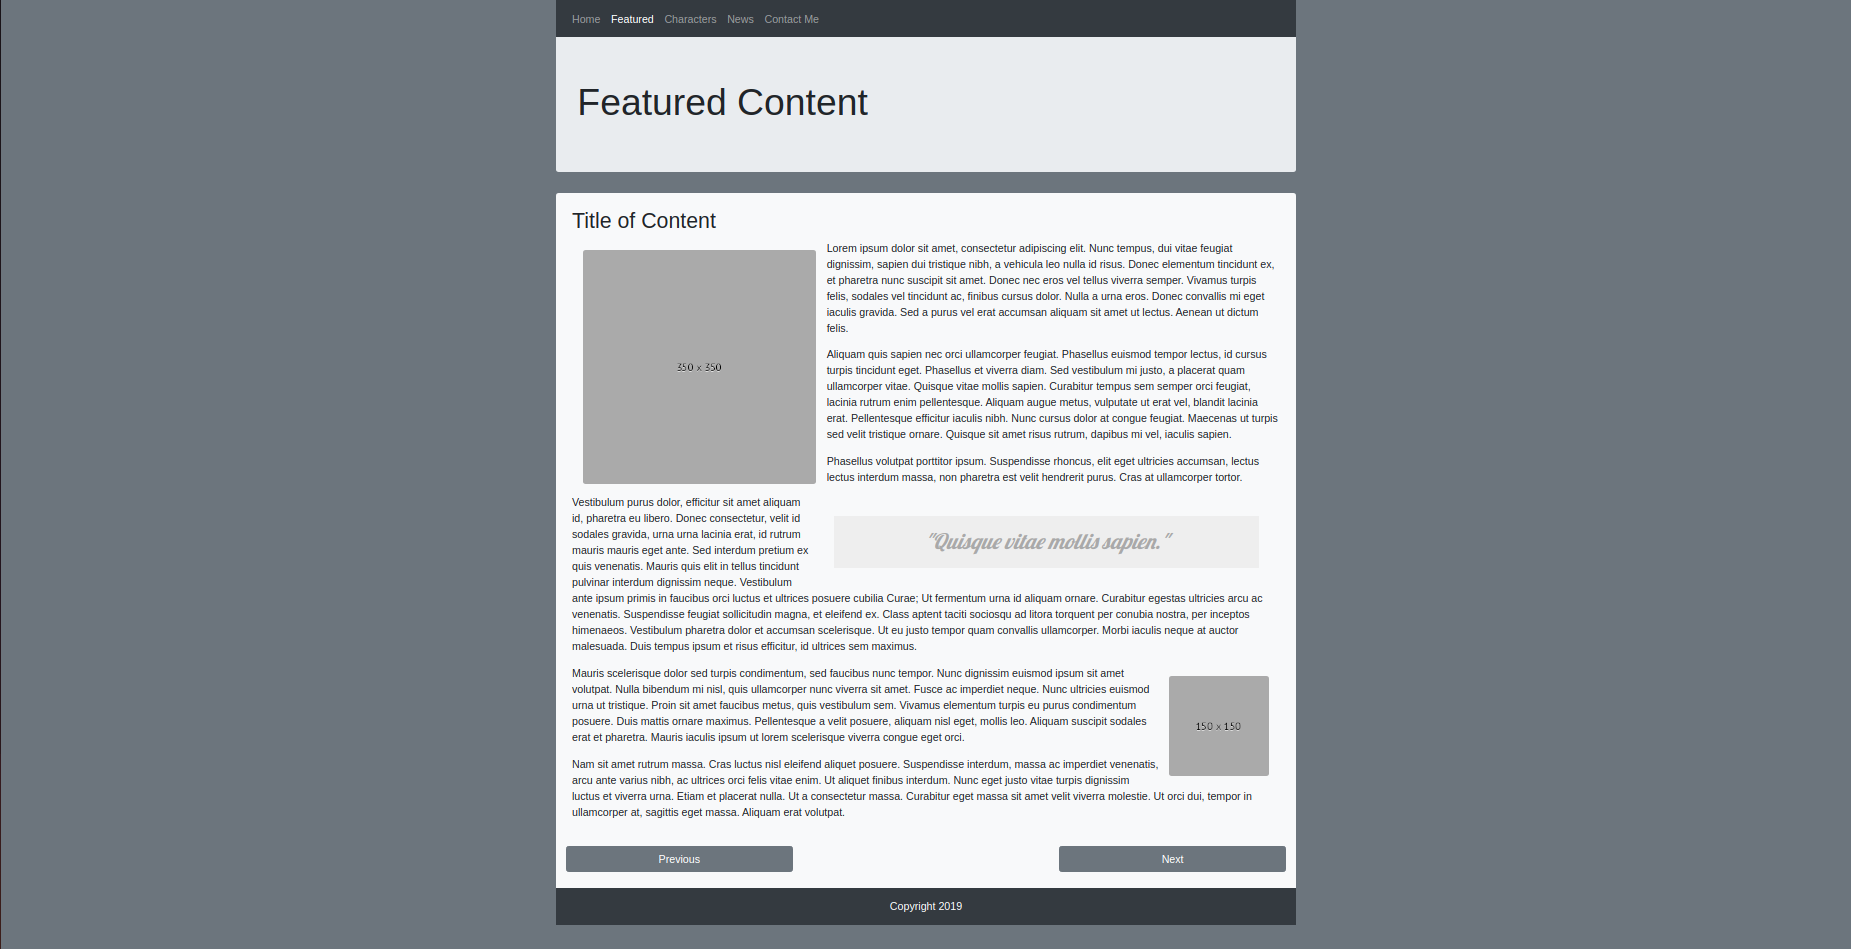 Home Featured Characters News Contact Me
Featured Content
Title of Content
Lorem ipsum dolor sit amet, consectetur adipiscing elit. Nunc tempus, dui vitae feugiat
dignissim, sapien dui tristique nibh, a vehicula leo nulla id risus. Donec elementum tincidunt ex,
et pharetra nunc suscipit sit amet. Donec nec eros vel tellus viverra semper. Vivamus turpis
felis, sodales vel tincidunt ac, finibus cursus dolor. Nulla a urna eros. Donec convallis mi eget
iaculis gravida. Sed a purus vel erat accumsan aliquam sit amet ut lectus. Aenean ut dictum
felis.
350 x 350
Aliquam quis sapien nec orci ullamcorper feugiat. Phasellus euismod tempor lectus, id cursus
turpis tincidunt eget. Phasellus et viverra diam. Sed vestibulum mi justo, a placerat quam
ullamcorper vitae. Quisque vitae mollis sapien. Curabitur tempus sem semper orci feugiat,
lacinia rutrum enim pellentesque. Aliquam augue metus, vulputate ut erat vel, blandit lacinia
erat. Pellentesque efficitur iaculis nibh. Nunc cursus dolor at congue feugiat. Maecenas ut turpis
sed velit tristique ornare. Quisque sit amet risus rutrum, dapibus mi vel, iaculis sapien.
Phasellus volutpat porttitor ipsum. Suspendisse rhoncus, elit eget ultricies accumsan, lectus
lectus interdum massa, non pharetra est velit hendrerit purus. Cras at ullamcorper tortor.
Vestibulum purus dolor, efficitur sit amet aliquam
id, pharetra eu libero. Donec consectetur, velit id
sodales gravida, urna urna lacinia erat, id rutrum
mauris mauris eget ante. Sed interdum pretium ex
quis venenatis. Mauris quis elit in tellus tincidunt
pulvinar interdum dignissim neque. Vestibulum
"Quisque vitae mollis sapien."
ante ipsum primis in faucibus orci luctus et ultrices posuere cubilia Curae; Ut fermentum urna id aliquam ornare. Curabitur egestas ultricies arcu ac
venenatis. Suspendisse feugiat sollicitudin magna, et eleifend ex. Class aptent taciti sociosqu ad litora torquent per conubia nostra, per inceptos
himenaeos. Vestibulum pharetra dolor et accumsan scelerisque. Ut eu justo tempor quam convallis ullamcorper. Morbi iaculis neque at auctor
malesuada. Duis tempus ipsum et risus efficitur, id ultrices sem maximus.
Mauris scelerisque dolor sed turpis condimentum, sed faucibus nunc tempor. Nunc dignissim euismod ipsum sit amet
volutpat. Nulla bibendum mi nisl, quis ullamcorper nunc viverra sit amet. Fusce ac imperdiet neque. Nunc ultricies euismod
urna ut tristique. Proin sit amet faucibus metus, quis vestibulum sem. Vivamus elementum turpis eu purus condimentum
posuere. Duis mattis ornare maximus. Pellentesque a velit posuere, aliquam nisl eget, mollis leo. Aliquam suscipit sodales
erat et pharetra. Mauris iaculis ipsum ut lorem scelerisque viverra congue eget orci.
150 x 150
Nam sit amet rutrum massa. Cras luctus nisl eleifend aliquet posuere. Suspendisse interdum, massa ac imperdiet venenatis,
arcu ante varius nibh, ac ultrices orci felis vitae enim. Ut aliquet finibus interdum. Nunc eget justo vitae turpis dignissim
luctus et viverra urna. Etiam et placerat nulla. Ut a consectetur massa. Curabitur eget massa sit amet velit viverra molestie. Ut orci dui, tempor in
ullamcorper at, sagittis eget massa. Aliquam erat volutpat.
Previous
Next
Copyright 2019